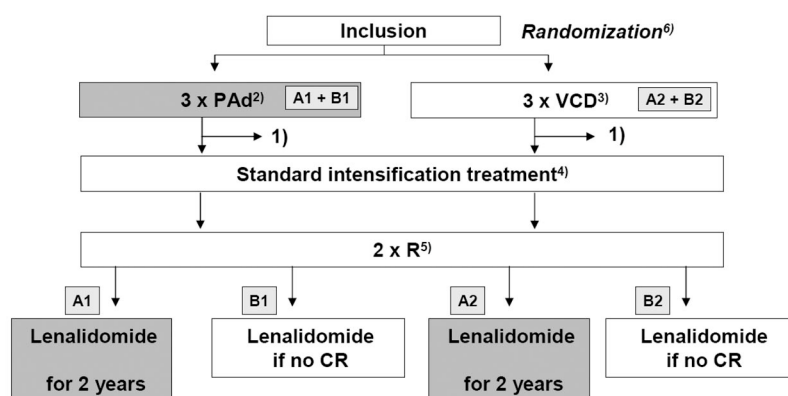 Inclusion
Randomization6)
3 x PAd2)
A1 + B1
3 x VCD3)
A2 + B2
1)
1)
Standard intensification treatment4)
2 x R5)
A1
B1
A2
B2
Lenalidomide
for 2 years
Lenalidomide
if no CR
Lenalidomide
for 2 years
Lenalidomide
if no CR